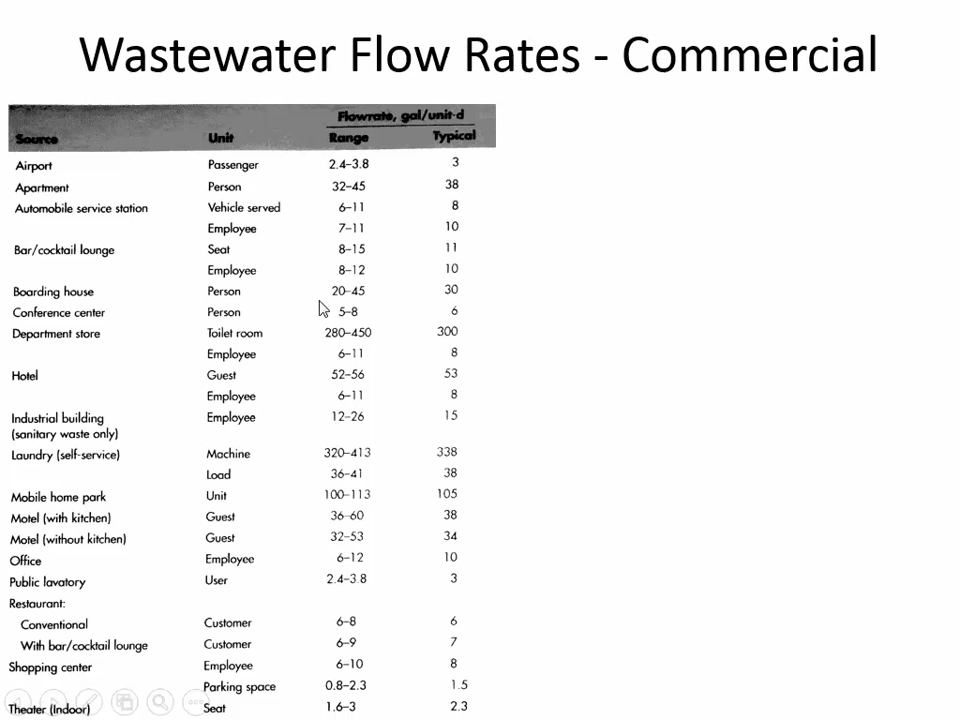 Wastewater Flow Rates - Commercial
Flowrate, gal/unit·d
Source Unit Range Typical
Airport Passenger 2.4–3.8 3
Apartment Person 32–45 38
Automobile service station Vehicle served 6–11 8
Employee 7–11 10
Bar/cocktail lounge Seat 8–15 11
Employee 8–12 10
Boarding house Person 20–45 30
Conference center Person 5–8 6
Department store Toilet room 280–450 300
Employee 6–11 8
Hotel Guest 52–56 53
Employee 6–11 8
Industrial building Employee 12–26 15
(sanitary waste only)
Laundry (self-service) Machine 320–413 338
Load 36–41 38
Mobile home park Unit 100–113 105
Motel (with kitchen) Guest 36–60 38
Motel (without kitchen) Guest 32–53 34
Office Employee 6–12 10
Public lavatory User 2.4–3.8 3
Restaurant:
Conventional Customer 6–8 6
With bar/cocktail lounge Customer 6–9 7
Shopping center Employee 6–10 8
Parking space 0.8–2.3 1.5
Theater (Indoor) Seat 1.6–3 2.3